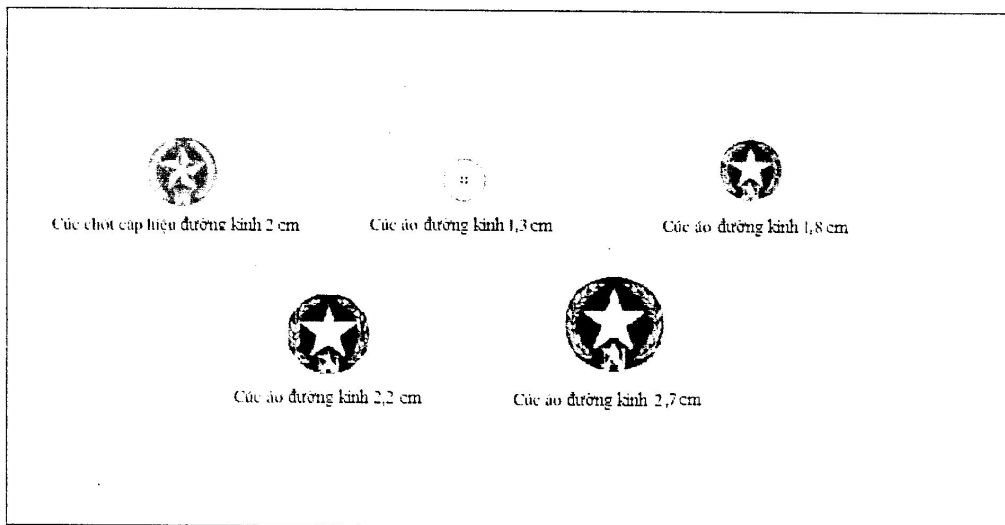 Cúc chốt cấp hiệu đường kính 2 cm
Cúc áo đường kính 1,3 cm
Cúc áo đường kính 1,8 cm
Cúc áo đường kính 2,2 cm
Cúc áo đường kính 2,7 cm